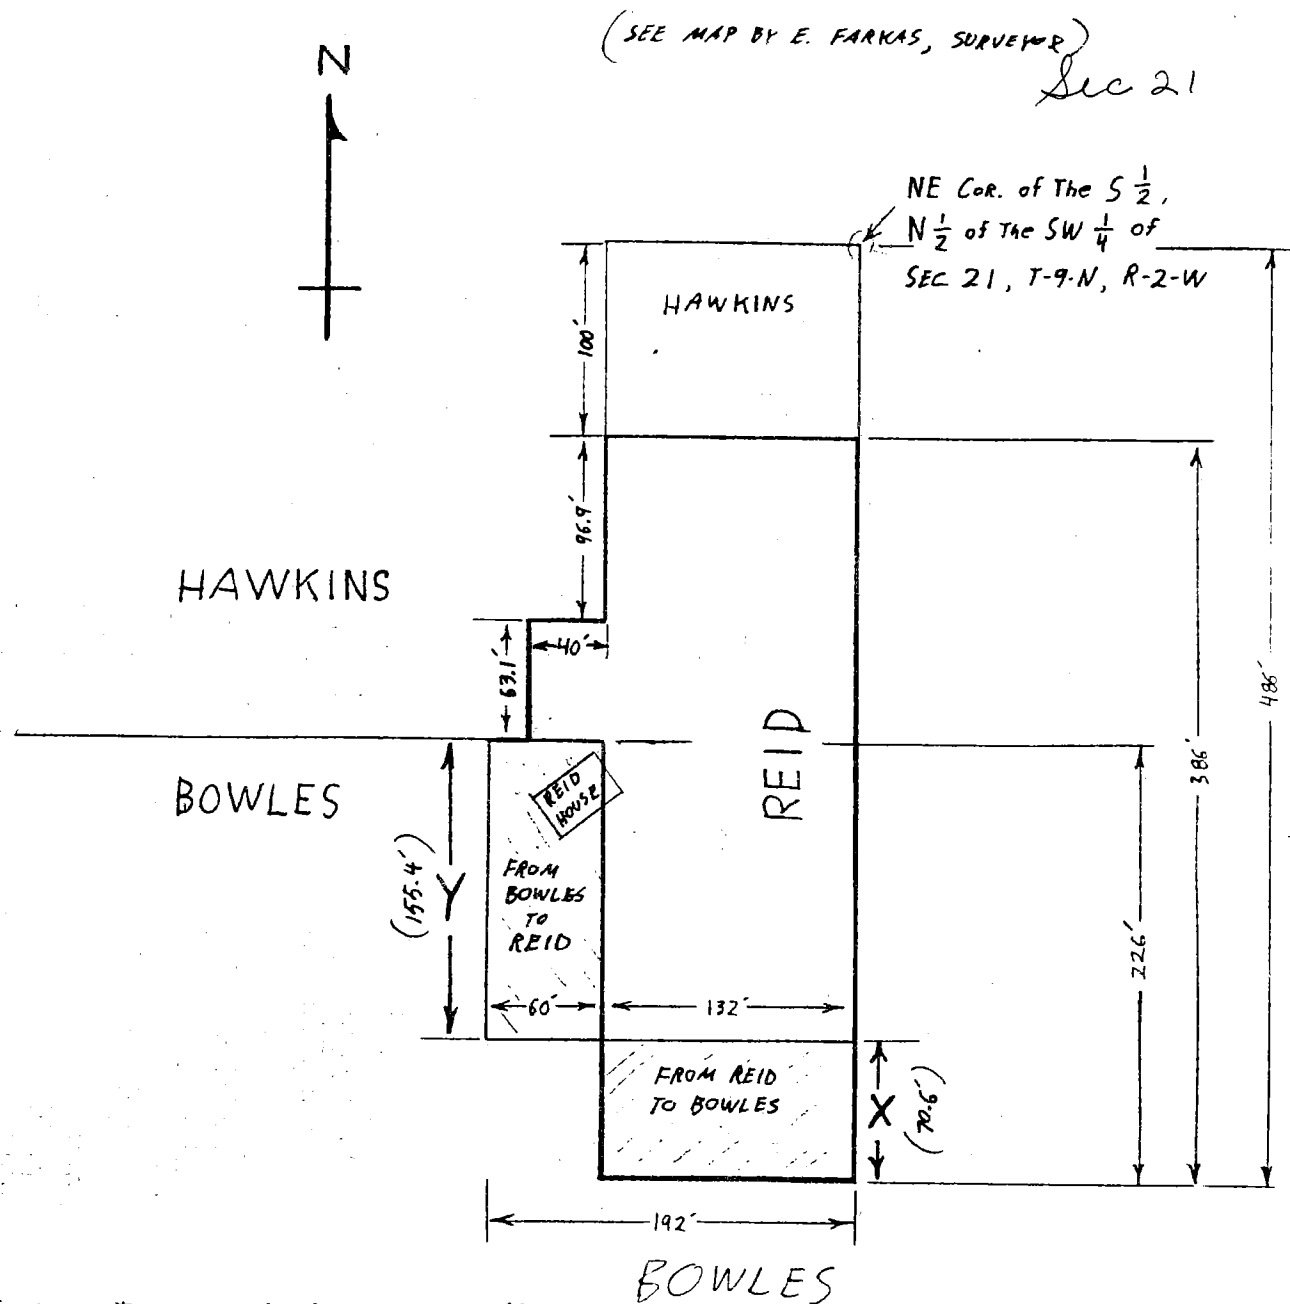 (SEE MAP BY E. FARKAS, SURVEYOR)
Sec 21
N
NE COR. of The S 1/2,
N 1/2 of The SW 1/4 of
SEC 21, T-9-N, R-2-W
HAWKINS
100'
96.9'
HAWKINS
40'
63.1'
BOWLES
REID
HOUSE
REID
486'
386'
226'
Y
(155.4')
FROM
BOWLES
TO
REID
60'
132'
FROM REID
TO BOWLES
X
(70.6')
192'
BOWLES